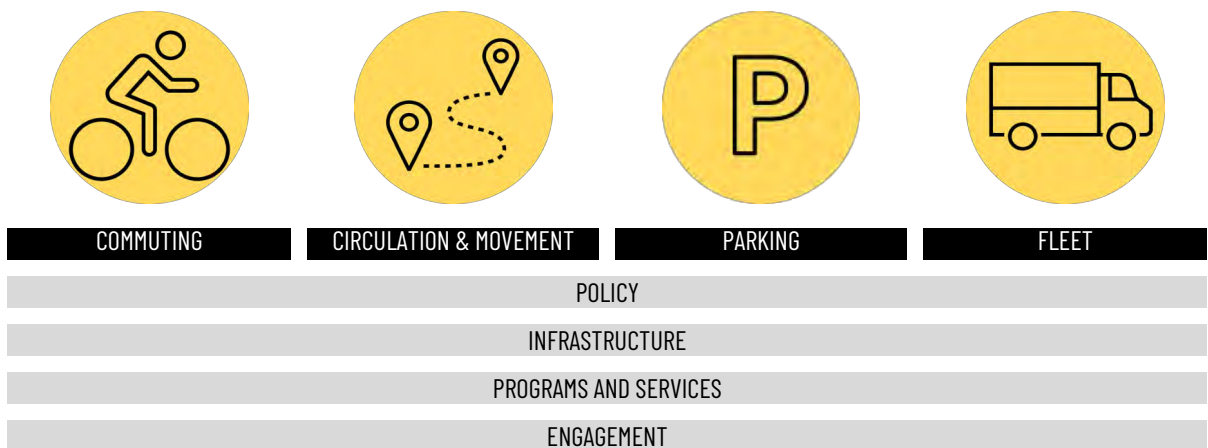 P
COMMUTING
CIRCULATION & MOVEMENT
PARKING
FLEET
POLICY
INFRASTRUCTURE
PROGRAMS AND SERVICES
ENGAGEMENT